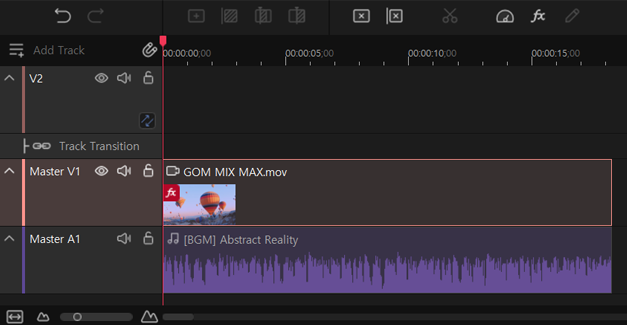 fx
Add Track
00:00:00;00
00:00:05;00
00:00:10;00
00:00:15;00
V2
Track Transition
Master V1
GOM MIX MAX.mov
fx
Master A1
[BGM] Abstract Reality